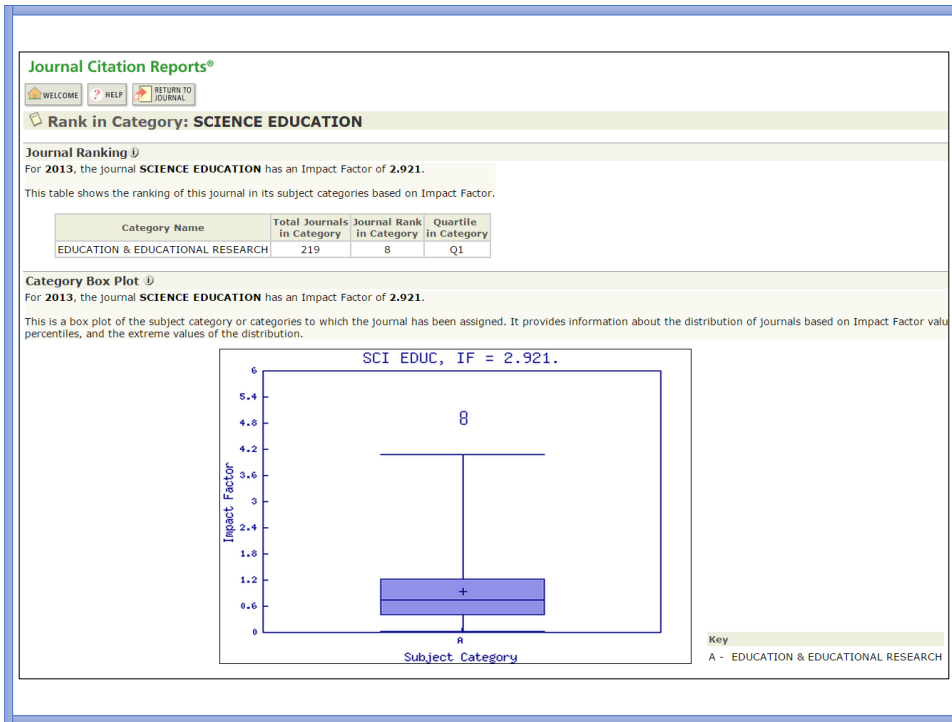 Journal Citation Reports®
WELCOME ? HELP RETURN TO JOURNAL
Rank in Category: SCIENCE EDUCATION
Journal Ranking
For 2013, the journal SCIENCE EDUCATION has an Impact Factor of 2.921.
This table shows the ranking of this journal in its subject categories based on Impact Factor.
Category Name Total Journals in Category Journal Rank in Category Quartile in Category
EDUCATION & EDUCATIONAL RESEARCH 219 8 Q1
Category Box Plot
For 2013, the journal SCIENCE EDUCATION has an Impact Factor of 2.921.
This is a box plot of the subject category or categories to which the journal has been assigned. It provides information about the distribution of journals based on Impact Factor valu
percentiles, and the extreme values of the distribution.
SCI EDUC, IF = 2.921.
6
5.4
4.8
4.2
3.6
3
2.4
1.8
1.2
0.6
0
Impact Factor
8
A
Subject Category
Key
A - EDUCATION & EDUCATIONAL RESEARCH